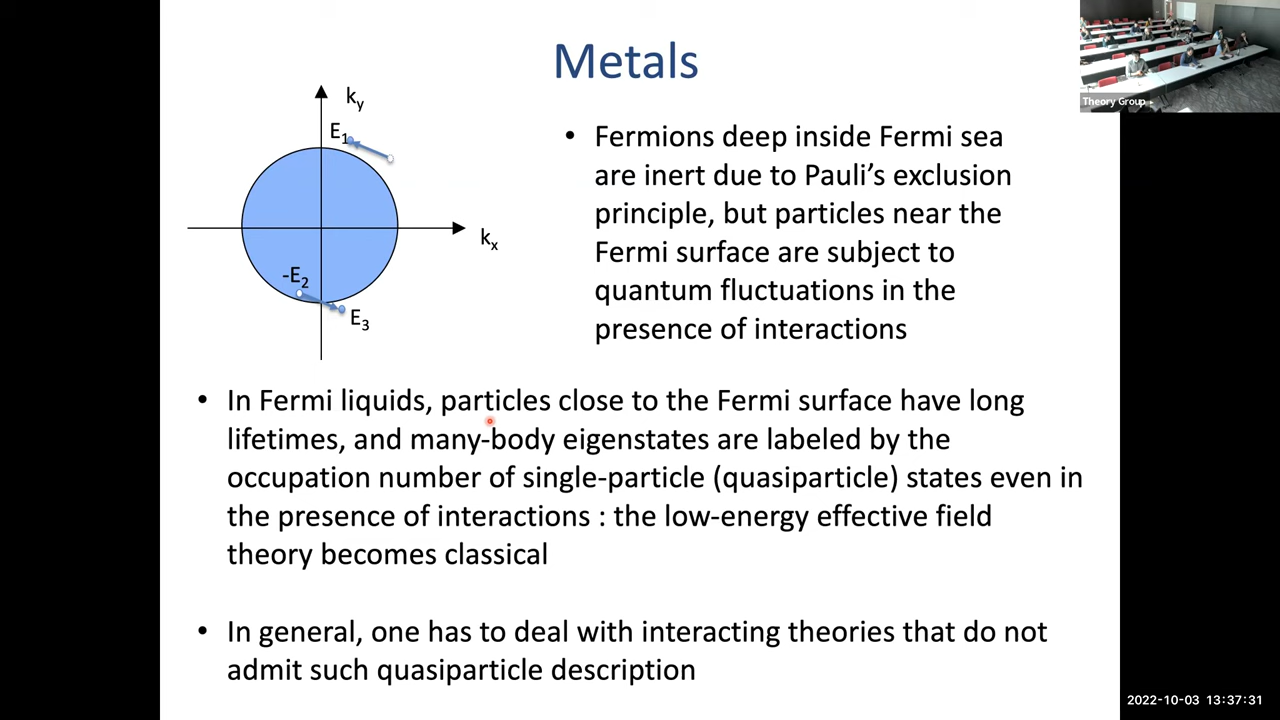 Metals
Theory Group
k_y
E_1
k_x
-E_2
E_3
• Fermions deep inside Fermi sea
are inert due to Pauli’s exclusion
principle, but particles near the
Fermi surface are subject to
quantum fluctuations in the
presence of interactions
• In Fermi liquids, particles close to the Fermi surface have long
lifetimes, and many-body eigenstates are labeled by the
occupation number of single-particle (quasiparticle) states even in
the presence of interactions : the low-energy effective field
theory becomes classical
• In general, one has to deal with interacting theories that do not
admit such quasiparticle description
2022-10-03 13:37:31